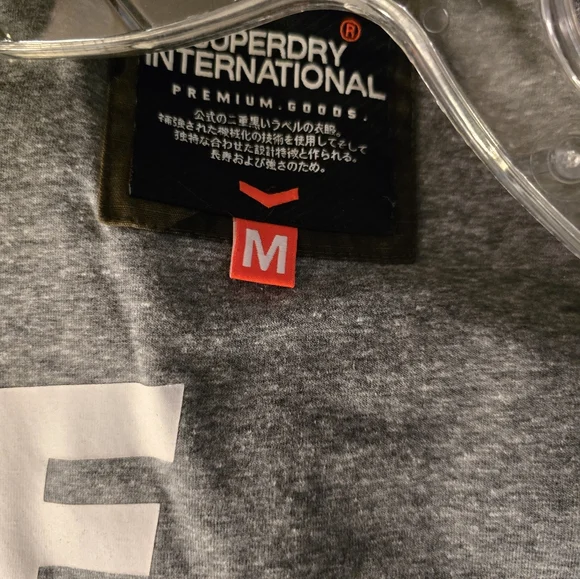 SUPERDRY®
INTERNATIONAL
PREMIUM.GOODS.
公式の二重黒いラベルの衣服。
補強された機械化の技術を使用してそして
独特な合わせた設計特徴と作られる。
長寿および強さのため。
M
E